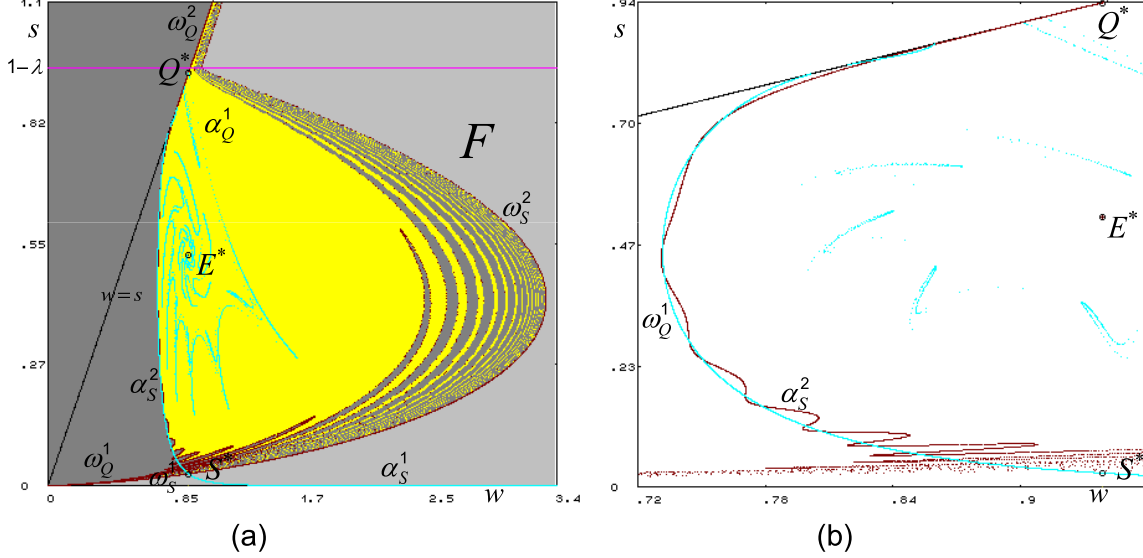 1.1
s
1−λ
.82
.55
.27
0
0
.85
1.7
2.5
w
3.4
ω_Q^2
Q*
α_Q^1
F
ω_S^2
E*
w = s
α_S^2
ω_Q^1
S*
α_S^1
(a)
.94
s
.70
.47
.23
0
.72
.78
.84
.9
w
Q*
E*
ω_Q^1
α_S^2
S*
(b)